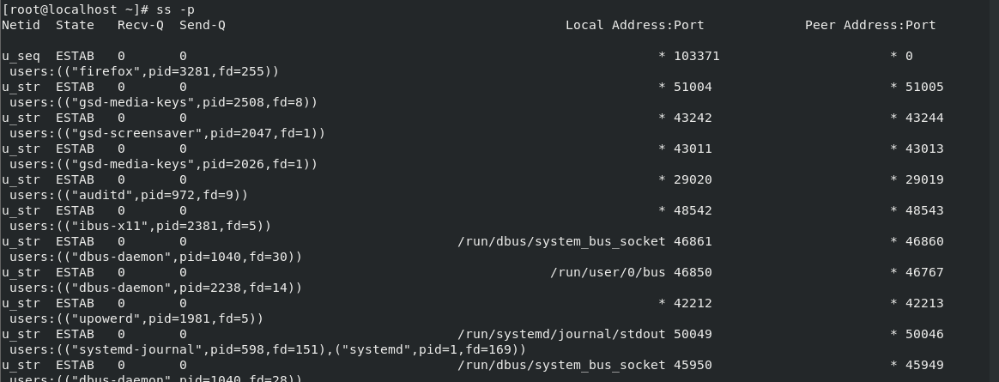 [root@localhost ~]# ss -p
Netid State Recv-Q Send-Q Local Address:Port Peer Address:Port
u_seq ESTAB 0 0 * 103371 * 0
users:(("firefox",pid=3281,fd=255))
u_str ESTAB 0 0 * 51004 * 51005
users:(("gsd-media-keys",pid=2508,fd=8))
u_str ESTAB 0 0 * 43242 * 43244
users:(("gsd-screensaver",pid=2047,fd=1))
u_str ESTAB 0 0 * 43011 * 43013
users:(("gsd-media-keys",pid=2026,fd=1))
u_str ESTAB 0 0 * 29020 * 29019
users:(("auditd",pid=972,fd=9))
u_str ESTAB 0 0 * 48542 * 48543
users:(("ibus-x11",pid=2381,fd=5))
u_str ESTAB 0 0 /run/dbus/system_bus_socket 46861 * 46860
users:(("dbus-daemon",pid=1040,fd=30))
u_str ESTAB 0 0 /run/user/0/bus 46850 * 46767
users:(("dbus-daemon",pid=2238,fd=14))
u_str ESTAB 0 0 * 42212 * 42213
users:(("upowerd",pid=1981,fd=5))
u_str ESTAB 0 0 /run/systemd/journal/stdout 50049 * 50046
users:(("systemd-journal",pid=598,fd=151),("systemd",pid=1,fd=169))
u_str ESTAB 0 0 /run/dbus/system_bus_socket 45950 * 45949
users:(("dbus-daemon",pid=1040,fd=28))